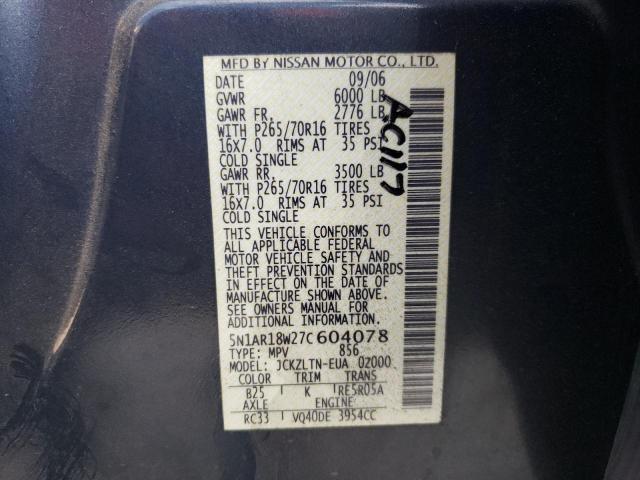 MFD BY NISSAN MOTOR CO., LTD.
DATE 09/06
GVWR 6000 LB
GAWR FR. 2776 LB
WITH P265/70R16 TIRES
16X7.0 RIMS AT 35 PSI
COLD SINGLE
GAWR RR. 3500 LB
WITH P265/70R16 TIRES
16X7.0 RIMS AT 35 PSI
COLD SINGLE
THIS VEHICLE CONFORMS TO
ALL APPLICABLE FEDERAL
MOTOR VEHICLE SAFETY AND
THEFT PREVENTION STANDARDS
IN EFFECT ON THE DATE OF
MANUFACTURE SHOWN ABOVE.
SEE OWNERS MANUAL FOR
ADDITIONAL INFORMATION
5N1AR18W27C604078
TYPE: MPV 856
MODEL: JCKZLTN-EUA 0Z000
COLOR TRIM TRANS
B25 K RE5R05A
AXLE ENGINE
RC33 VQ40DE 3954CC
AC117